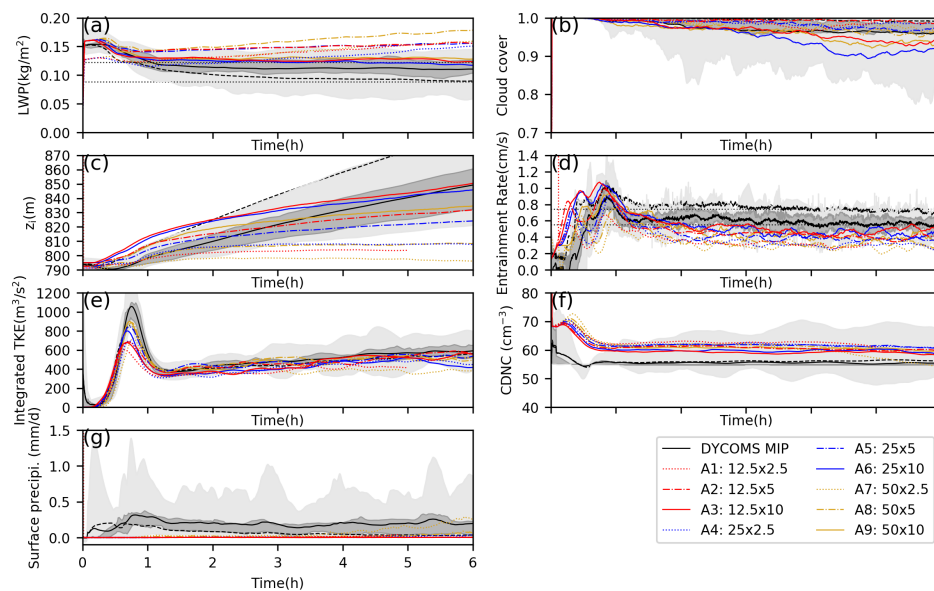 (a)
LWP(kg/m²)
0.20
0.15
0.10
0.05
0.00
Time(h)
(b)
Cloud cover
1.0
0.9
0.8
0.7
Time(h)
(c)
zᵢ(m)
870
850
830
820
810
800
790
Time(h)
(d)
Entrainment Rate(cm/s)
1.4
1.2
1.0
0.8
0.6
0.4
0.2
0.0
Time(h)
(e)
Integrated TKE(m³/s²)
1200
1000
800
600
400
200
0
Time(h)
(f)
CDNC (cm⁻³)
80
70
60
50
40
Time(h)
(g)
Surface precipi. (mm/d)
1.5
1.0
0.5
0.0
0 1 2 3 4 5 6
Time(h)
DYCOMS MIP
A1: 12.5x2.5
A2: 12.5x5
A3: 12.5x10
A4: 25x2.5
A5: 25x5
A6: 25x10
A7: 50x2.5
A8: 50x5
A9: 50x10